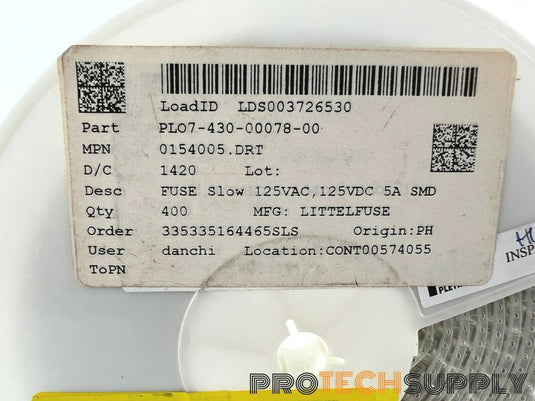 LoadID LDS003726530
Part PLO7-430-00078-00
MPN 0154005.DRT
D/C 1420 Lot:
Desc FUSE Slow 125VAC,125VDC 5A SMD
Qty 400 MFG: LITTELFUSE
Order 335335164465SLS Origin:PH
User danchi Location:CONT00574055
ToPN
INSP
PROTECHSUPPLY